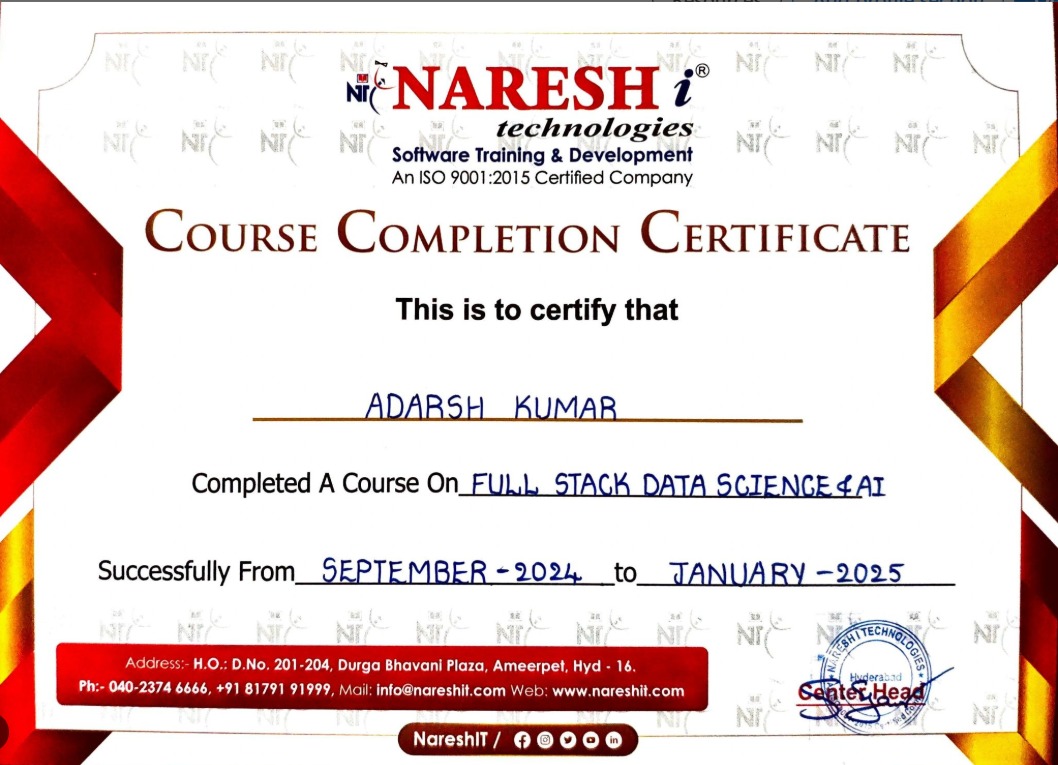 NARESH i®
technologies
Software Training & Development
An ISO 9001:2015 Certified Company
COURSE COMPLETION CERTIFICATE
This is to certify that
ADARSH KUMAR
Completed A Course On FULL STACK DATA SCIENCE & AI
Successfully From SEPTEMBER - 2024 to JANUARY - 2025
Address:- H.O.: D.No. 201-204, Durga Bhavani Plaza, Ameerpet, Hyd - 16.
Ph:- 040-2374 6666, +91 81791 91999, Mail: info@nareshit.com Web: www.nareshit.com
NARESH I TECHNOLOGIES
Hyderabad
Center Head
NareshIT /